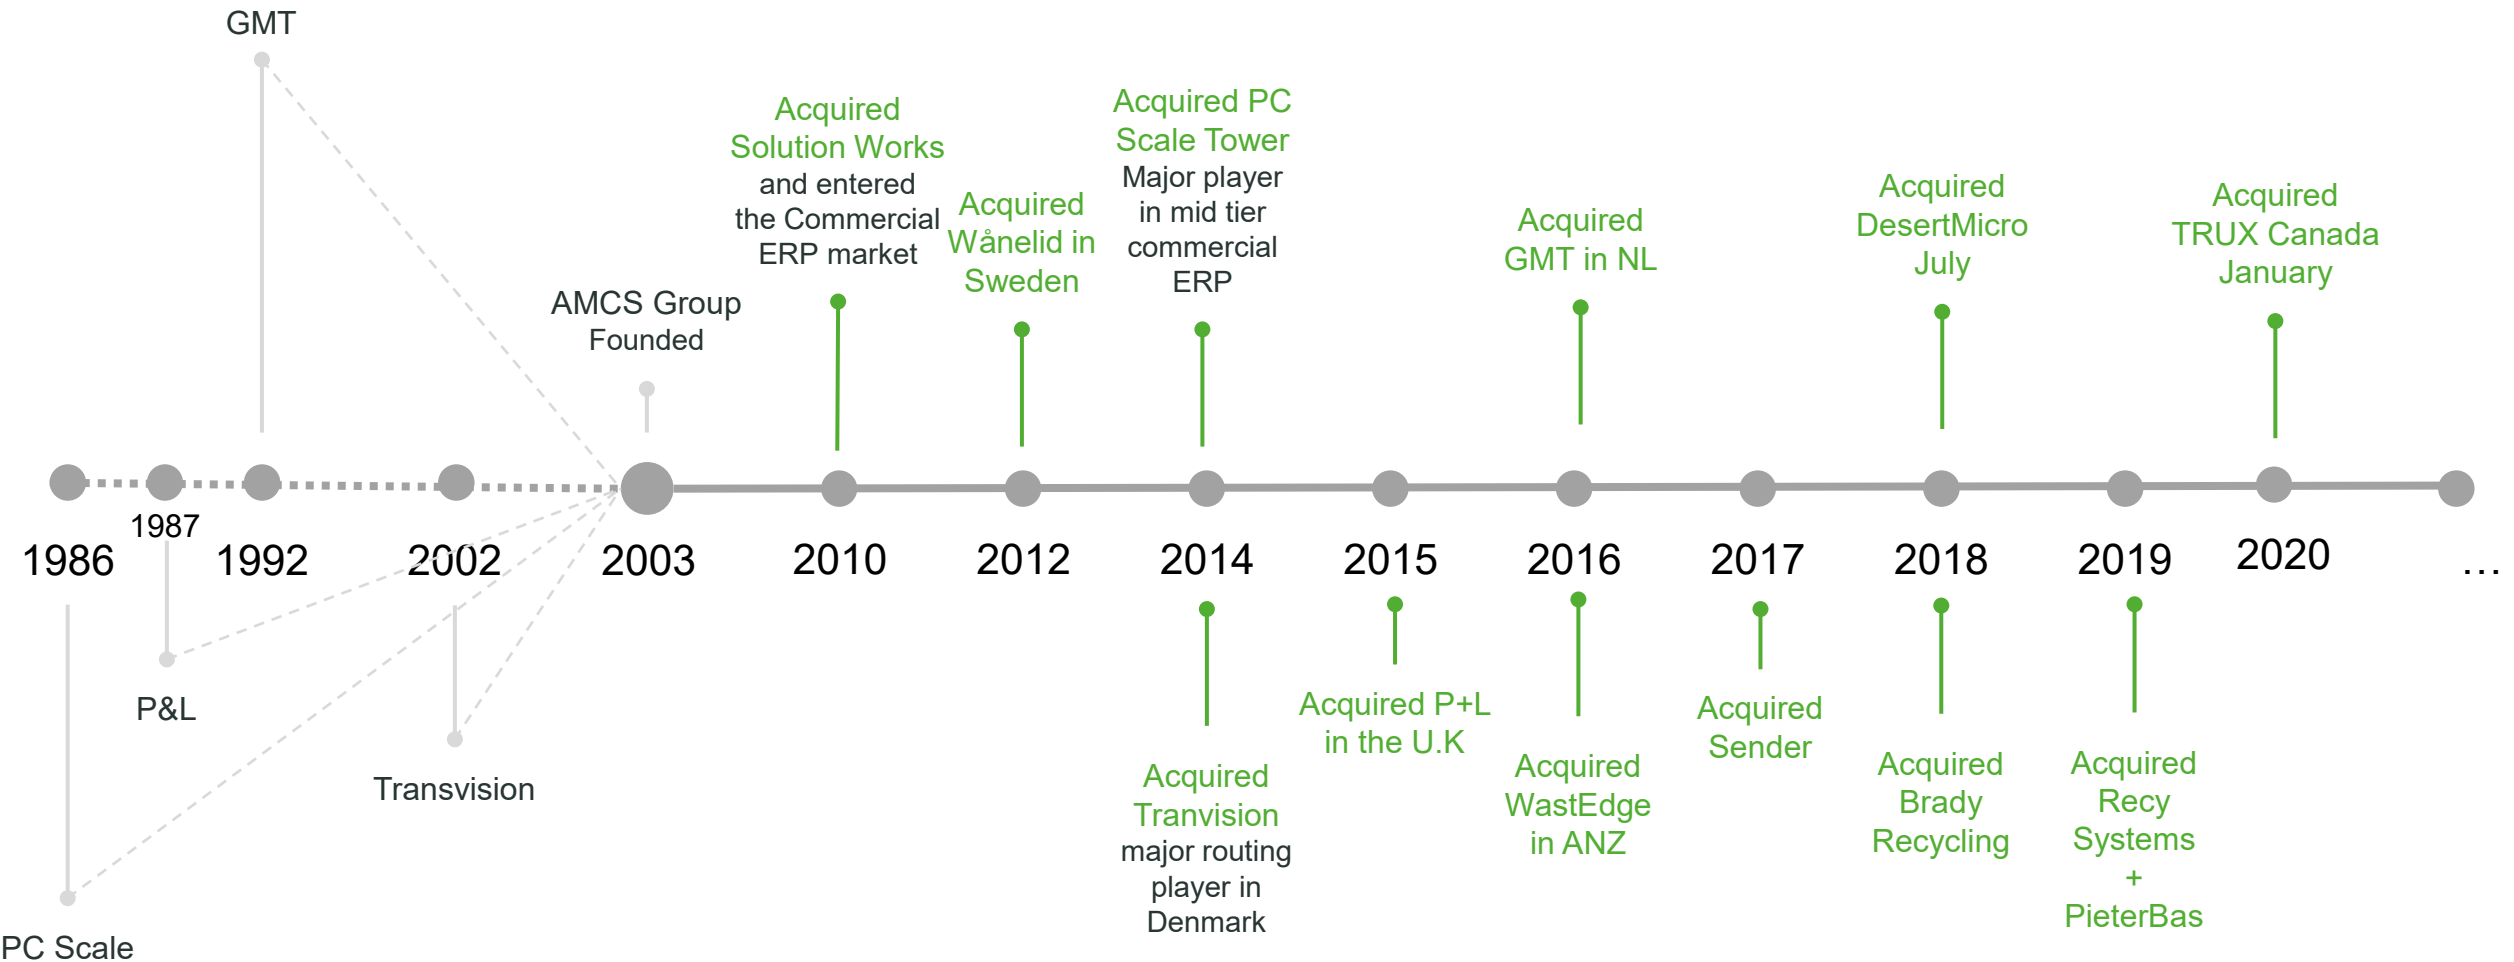 GMT
Acquired
Solution Works
and entered
the Commercial
ERP market
Acquired
Wånelid in
Sweden
Acquired PC
Scale Tower
Major player
in mid tier
commercial
ERP
Acquired
GMT in NL
Acquired
DesertMicro
July
Acquired
TRUX Canada
January
AMCS Group
Founded
1986
1987
1992
2002
2003
2010
2012
2014
2015
2016
2017
2018
2019
2020
...
P&L
Transvision
PC Scale
Acquired
Tranvision
major routing
player in
Denmark
Acquired P+L
in the U.K
Acquired
WastEdge
in ANZ
Acquired
Sender
Acquired
Brady
Recycling
Acquired
Recy
Systems
+
PieterBas